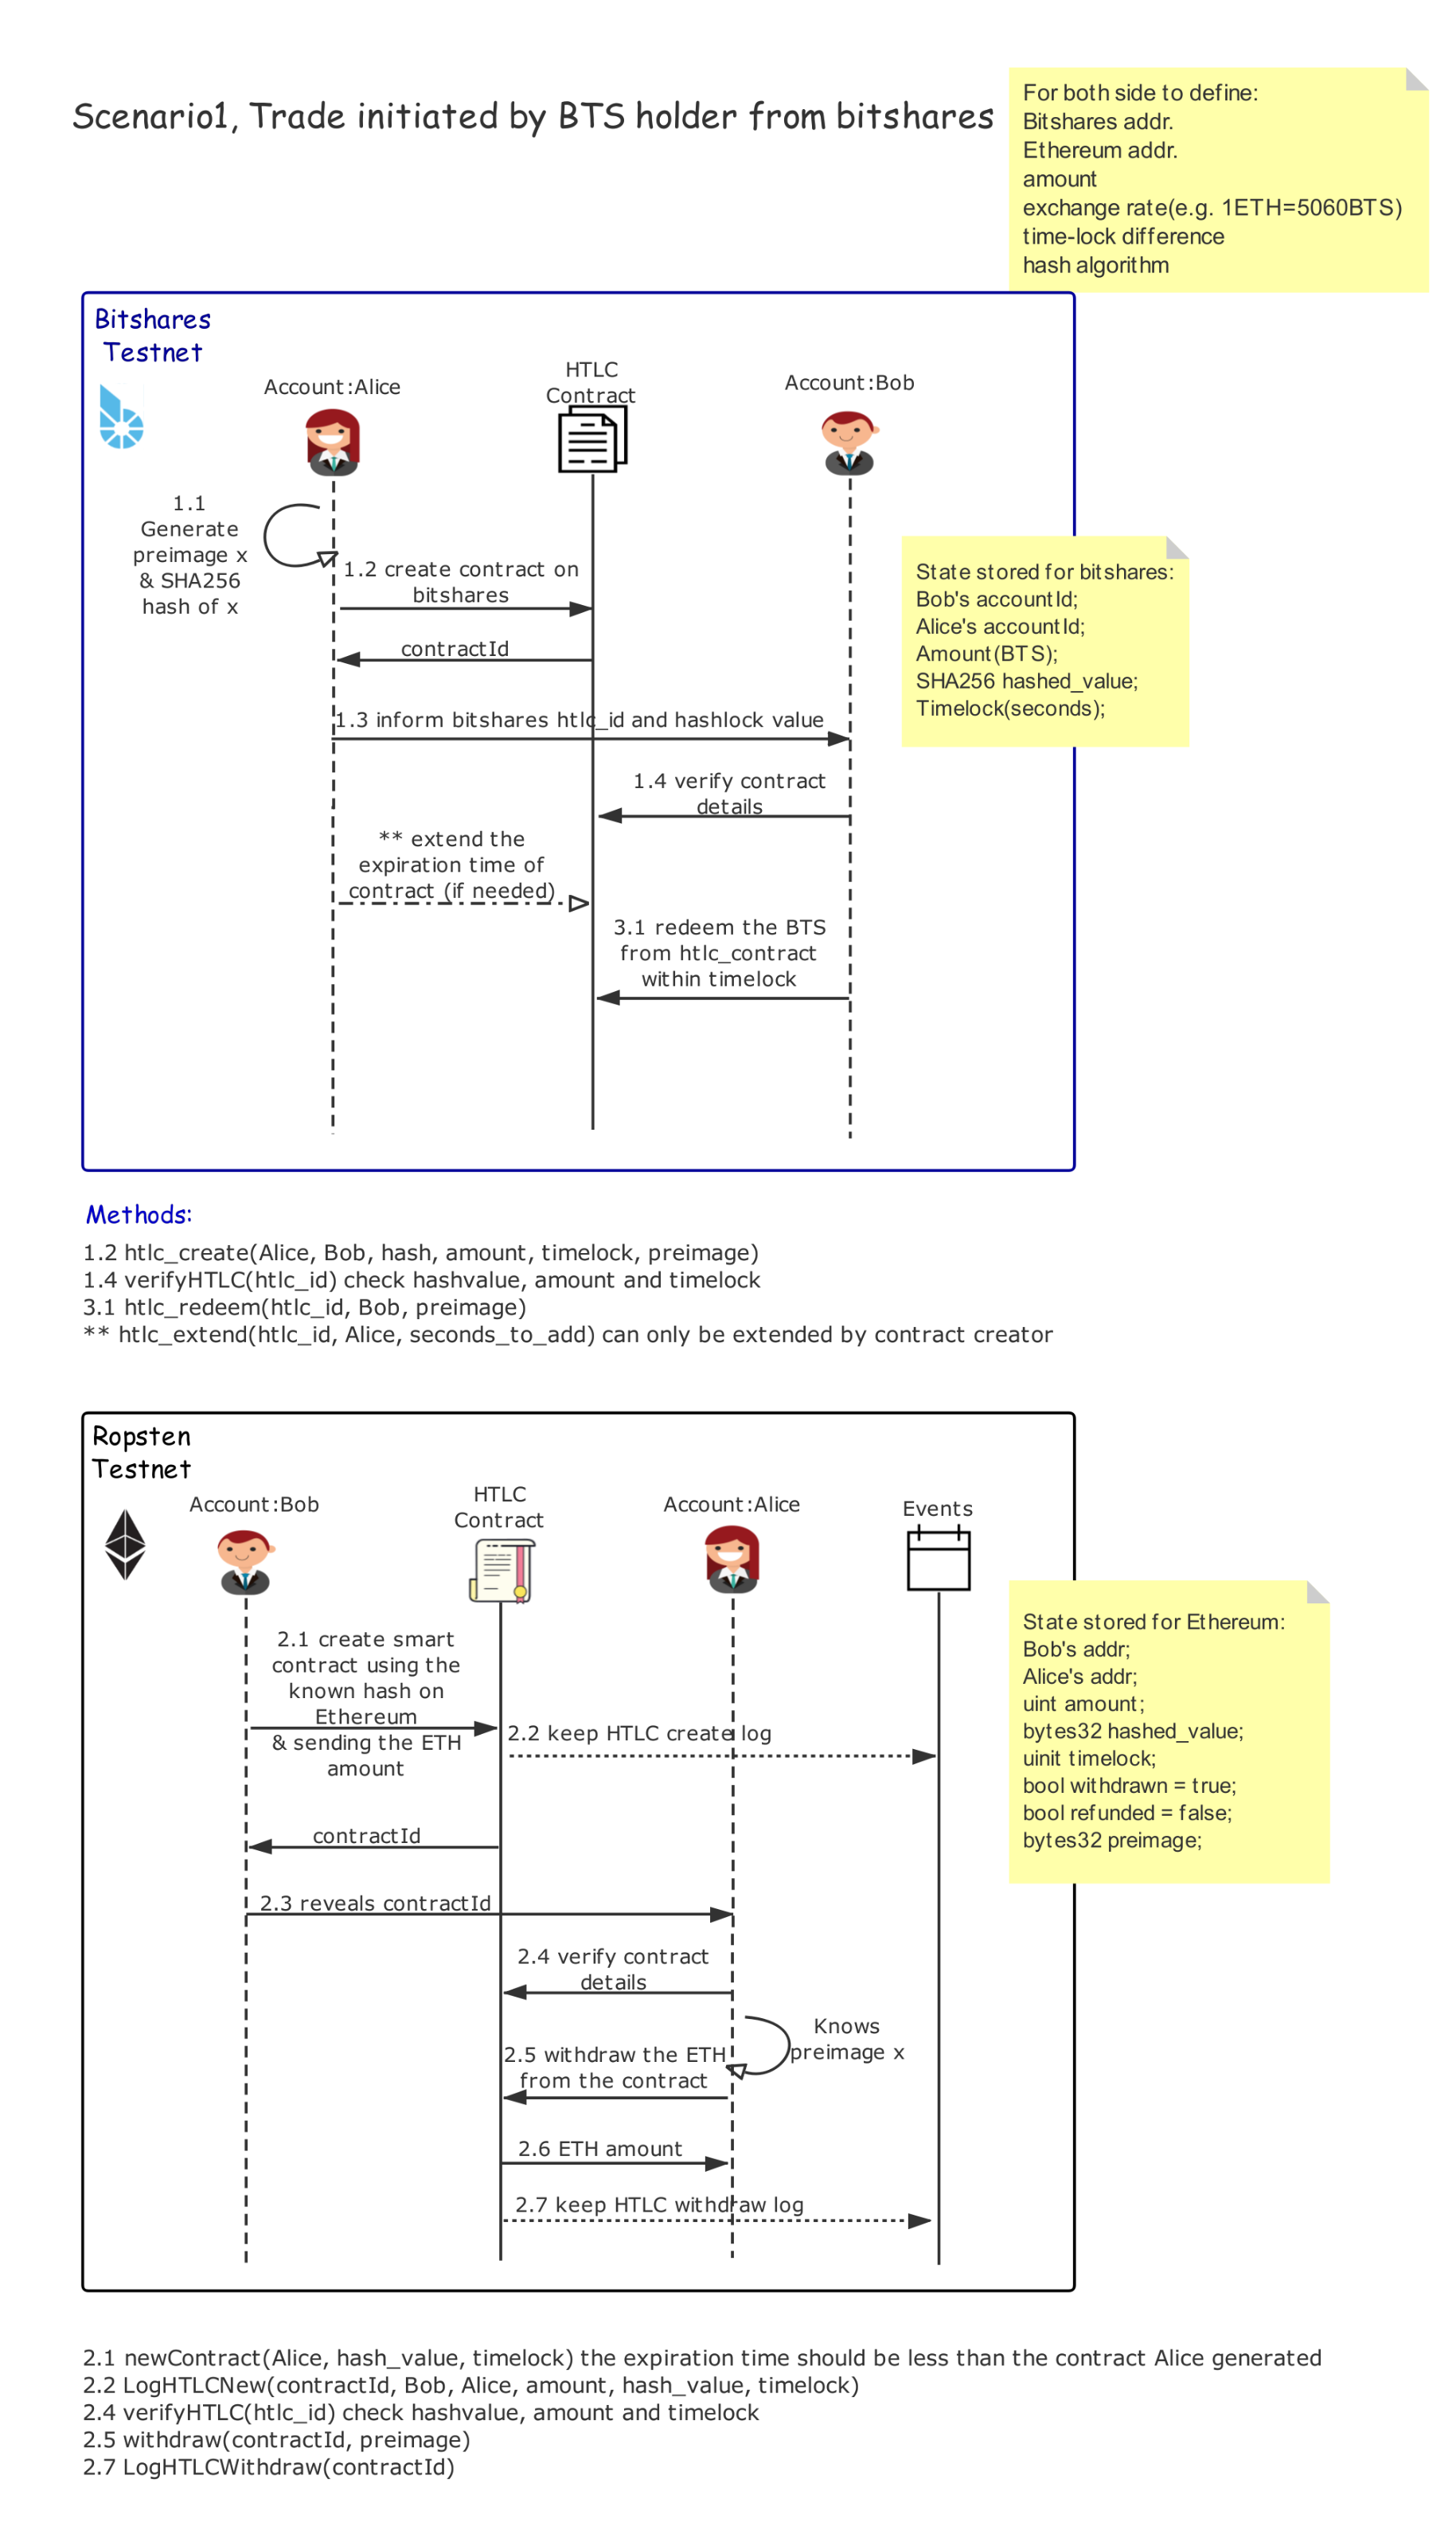 Scenario1, Trade initiated by BTS holder from bitshares
For both side to define:
Bitshares addr.
Ethereum addr.
amount
exchange rate(e.g. 1ETH=5060BTS)
time-lock difference
hash algorithm
Bitshares
Testnet
Account:Alice
HTLC
Contract
Account:Bob
1.1
Generate
preimage x
& SHA256
hash of x
1.2 create contract on
bitshares
contractId
State stored for bitshares:
Bob's accountId;
Alice's accountId;
Amount(BTS);
SHA256 hashed_value;
Timelock(seconds);
1.3 inform bitshares htlc_id and hashlock value
1.4 verify contract
details
** extend the
expiration time of
contract (if needed)
3.1 redeem the BTS
from htlc_contract
within timelock
Methods:
1.2 htlc_create(Alice, Bob, hash, amount, timelock, preimage)
1.4 verifyHTLC(htlc_id) check hashvalue, amount and timelock
3.1 htlc_redeem(htlc_id, Bob, preimage)
** htlc_extend(htlc_id, Alice, seconds_to_add) can only be extended by contract creator
Ropsten
Testnet
Account:Bob
HTLC
Contract
Account:Alice
Events
2.1 create smart
contract using the
known hash on
Ethereum
& sending the ETH
amount
2.2 keep HTLC create log
State stored for Ethereum:
Bob's addr;
Alice's addr;
uint amount;
bytes32 hashed_value;
uinit timelock;
bool withdrawn = true;
bool refunded = false;
bytes32 preimage;
contractId
2.3 reveals contractId
2.4 verify contract
details
Knows
preimage x
2.5 withdraw the ETH
from the contract
2.6 ETH amount
2.7 keep HTLC withdraw log
2.1 newContract(Alice, hash_value, timelock) the expiration time should be less than the contract Alice generated
2.2 LogHTLCNew(contractId, Bob, Alice, amount, hash_value, timelock)
2.4 verifyHTLC(htlc_id) check hashvalue, amount and timelock
2.5 withdraw(contractId, preimage)
2.7 LogHTLCWithdraw(contractId)